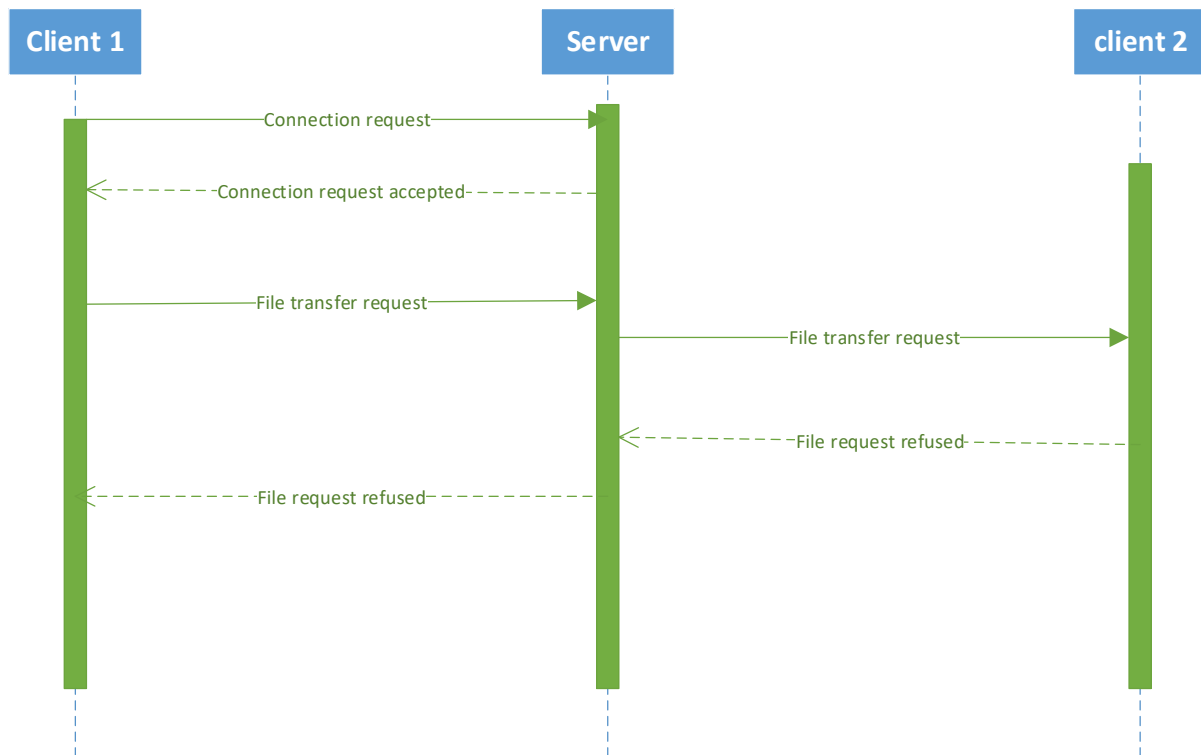 Client 1
Server
client 2
Connection request
Connection request accepted
File transfer request
File transfer request
File request refused
File request refused